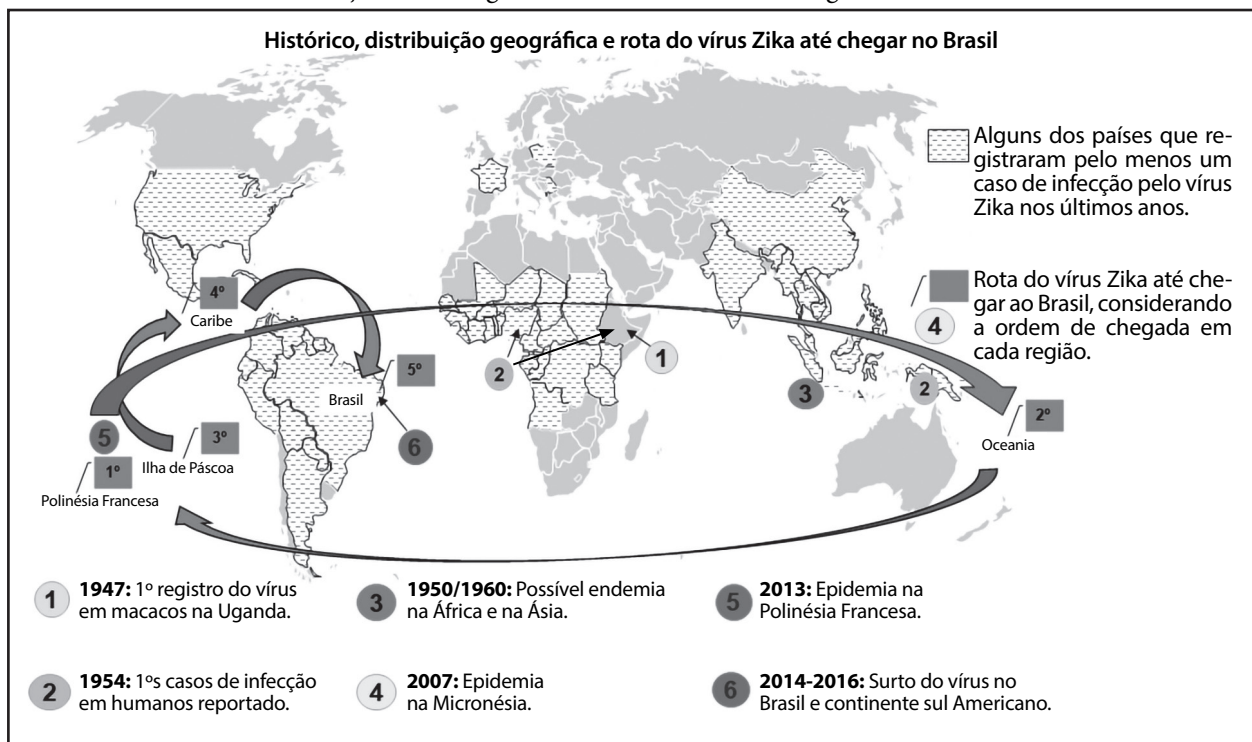 Histórico, distribuição geográfica e rota do vírus Zika até chegar no Brasil
Alguns dos países que re-
gistraram pelo menos um
caso de infecção pelo vírus
Zika nos últimos anos.
Rota do vírus Zika até che-
gar ao Brasil, considerando
a ordem de chegada em
cada região.
4
4º
Caribe
5º
Brasil
6
2
1
3
2
2º
Oceania
5
3º
Ilha de Páscoa
1º
Polinésia Francesa
1 1947: 1º registro do vírus
em macacos na Uganda.
3 1950/1960: Possível endemia
na África e na Ásia.
5 2013: Epidemia na
Polinésia Francesa.
2 1954: 1ºs casos de infecção
em humanos reportado.
4 2007: Epidemia
na Micronésia.
6 2014-2016: Surto do vírus no
Brasil e continente sul Americano.